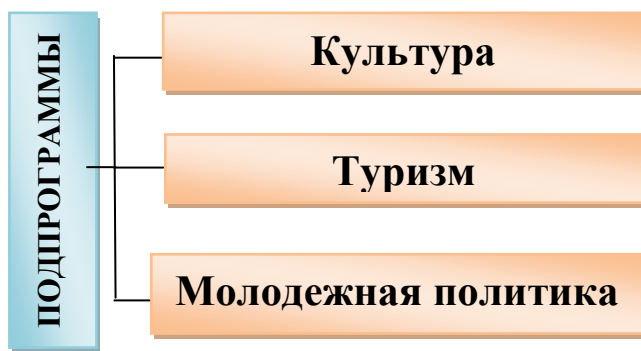 ПОДПРОГРАММЫ
Культура
Туризм
Молодежная политика